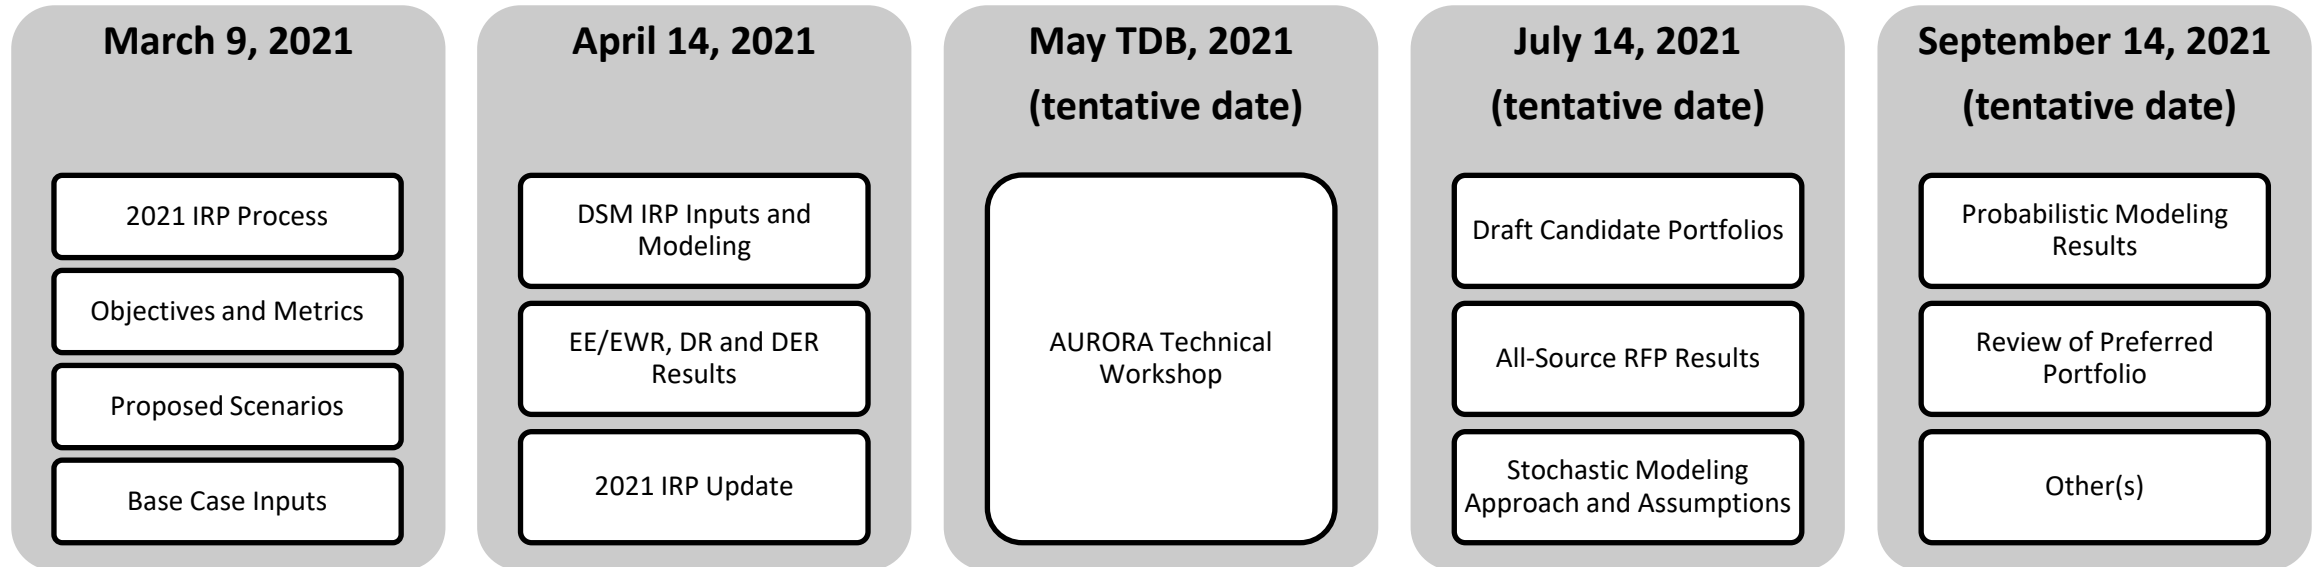 March 9, 2021
2021 IRP Process
Objectives and Metrics
Proposed Scenarios
Base Case Inputs
April 14, 2021
DSM IRP Inputs and
Modeling
EE/EWR, DR and DER
Results
2021 IRP Update
May TDB, 2021
(tentative date)
AURORA Technical
Workshop
July 14, 2021
(tentative date)
Draft Candidate Portfolios
All-Source RFP Results
Stochastic Modeling
Approach and Assumptions
September 14, 2021
(tentative date)
Probabilistic Modeling
Results
Review of Preferred
Portfolio
Other(s)